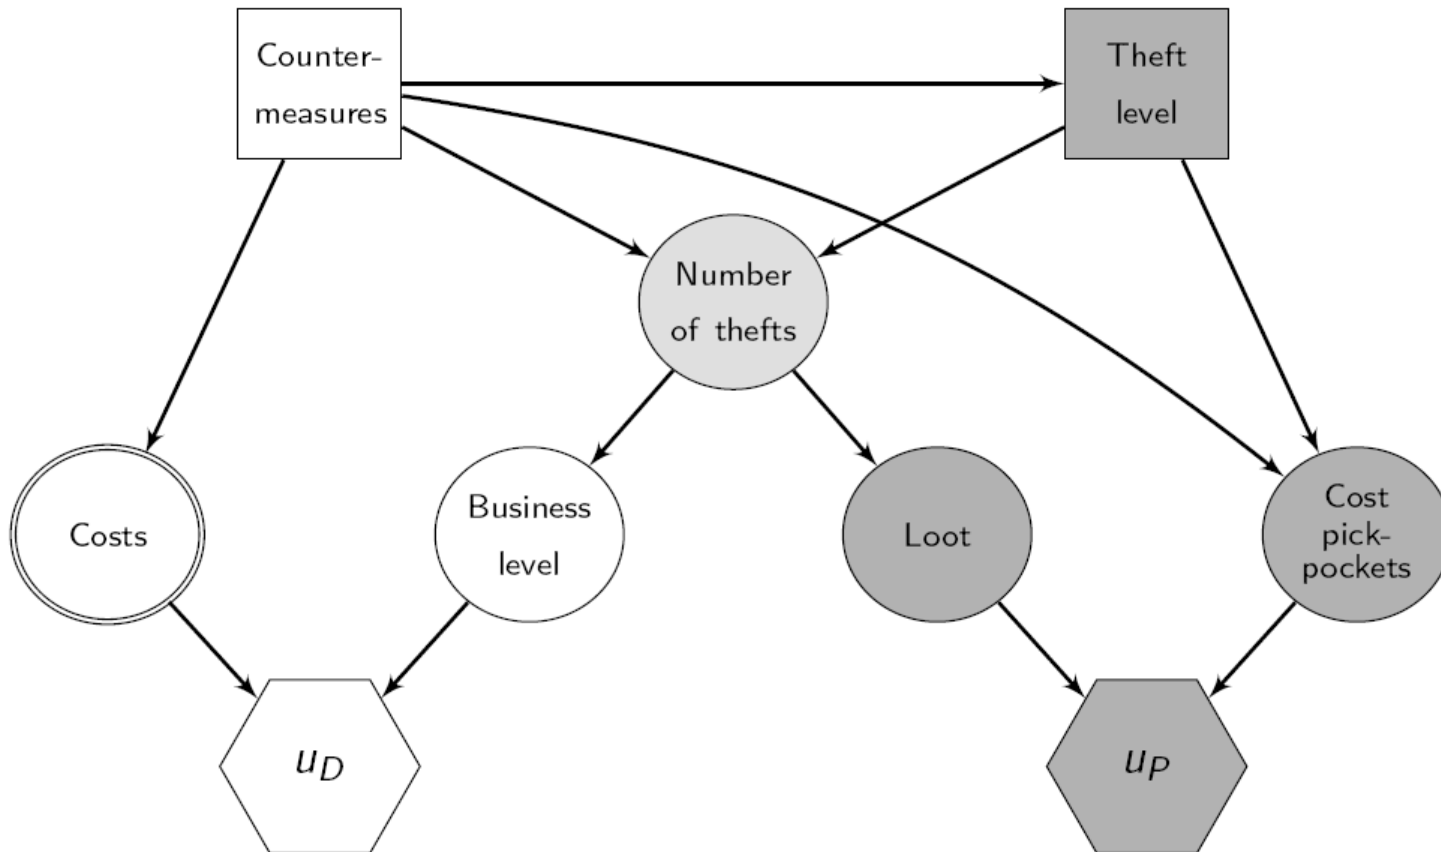 Counter-
measures
Theft
level
Number
of thefts
Costs
Business
level
Loot
Cost
pick-
pockets
u_D
u_P